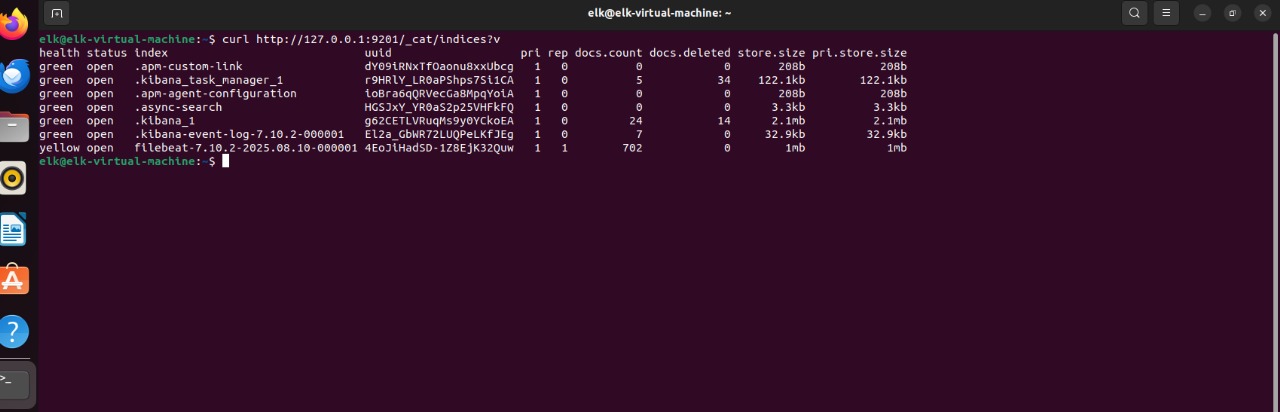 elk@elk-virtual-machine: ~
elk@elk-virtual-machine:~$ curl http://127.0.0.1:9201/_cat/indices?v
health status index uuid pri rep docs.count docs.deleted store.size pri.store.size
green open .apm-custom-link dY09iRNxTfOaonu8xxUbcg 1 0 0 0 208b 208b
green open .kibana_task_manager_1 r9HRlY_LR0aPShps7Si1CA 1 0 5 34 122.1kb 122.1kb
green open .apm-agent-configuration ioBra6qQRVecGa8MpqYoiA 1 0 0 0 208b 208b
green open .async-search HGSJxY_YR0aS2p25VHFkFQ 1 0 0 0 3.3kb 3.3kb
green open .kibana_1 g62CETLVRuqMs9y0YCkoEA 1 0 24 14 2.1mb 2.1mb
green open .kibana-event-log-7.10.2-000001 El2a_GbWR72LUQPeLKfJEg 1 0 7 0 32.9kb 32.9kb
yellow open filebeat-7.10.2-2025.08.10-000001 4EoJiHadSD-1Z8EjK32Quw 1 1 702 0 1mb 1mb
elk@elk-virtual-machine:~$